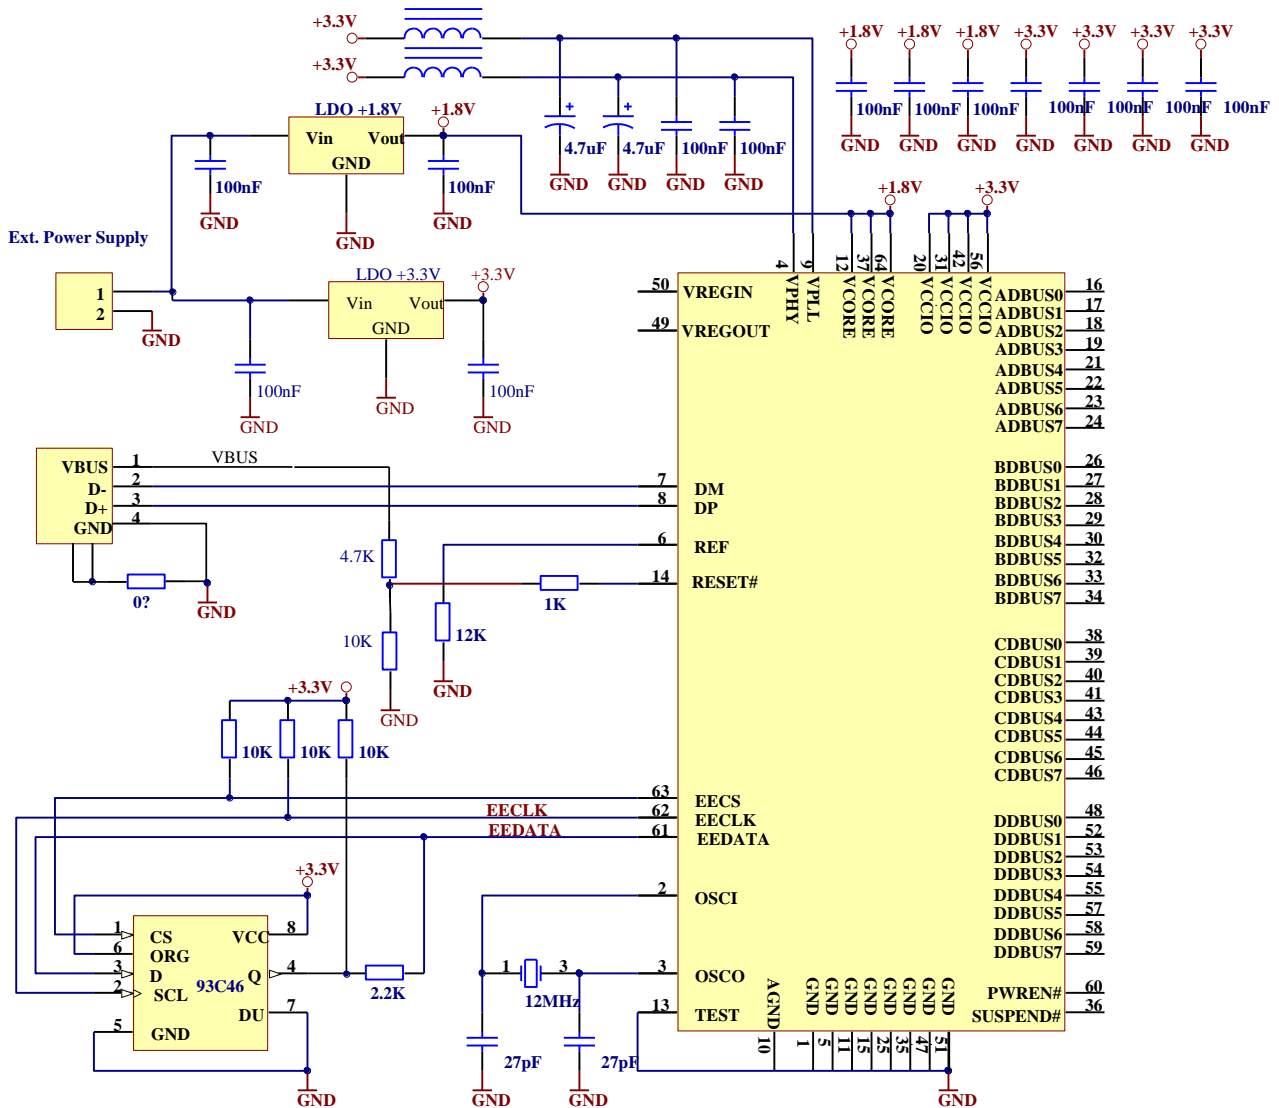 +3.3V
+3.3V
+1.8V +1.8V +1.8V +3.3V +3.3V +3.3V +3.3V
100nF 100nF 100nF 100nF 100nF 100nF 100nF
GND GND GND GND GND GND GND
LDO +1.8V
+1.8V
Vin Vout
GND
4.7uF 4.7uF 100nF 100nF
GND GND GND GND
100nF 100nF
GND GND
GND
+1.8V +3.3V
Ext. Power Supply
1
2
GND
LDO +3.3V
+3.3V
Vin Vout
GND
100nF 100nF
GND
GND GND
4 9 12 37 64 20 31 42 56
VPHY VPLL VCORE VCORE VCORE VCCIO VCCIO VCCIO VCCIO
50 VREGIN
49 VREGOUT
ADBUS0 16
ADBUS1 17
ADBUS2 18
ADBUS3 19
ADBUS4 21
ADBUS5 22
ADBUS6 23
ADBUS7 24
VBUS 1 VBUS
D- 2
D+ 3
GND 4
0?
GND
7 DM
8 DP
6 REF
14 RESET#
4.7K
1K
10K
12K
GND
GND
BDBUS0 26
BDBUS1 27
BDBUS2 28
BDBUS3 29
BDBUS4 30
BDBUS5 32
BDBUS6 33
BDBUS7 34
CDBUS0 38
CDBUS1 39
CDBUS2 40
CDBUS3 41
CDBUS4 43
CDBUS5 44
CDBUS6 45
CDBUS7 46
+3.3V
10K 10K 10K
63 EECS
EECLK 62 EECLK
EEDATA 61 EEDATA
DDBUS0 48
DDBUS1 52
DDBUS2 53
DDBUS3 54
DDBUS4 55
DDBUS5 57
DDBUS6 58
DDBUS7 59
+3.3V
1 CS VCC 8
6 ORG
3 D Q 4
2 SCL 93C46
DU 7
5 GND
2.2K
GND
2 OSCI
1 3
12MHz
3 OSCO
13 TEST
27pF 27pF
GND GND
PWREN# 60
SUSPEND# 36
AGND GND GND GND GND GND GND GND GND
10 1 5 11 15 25 35 47 51
GND